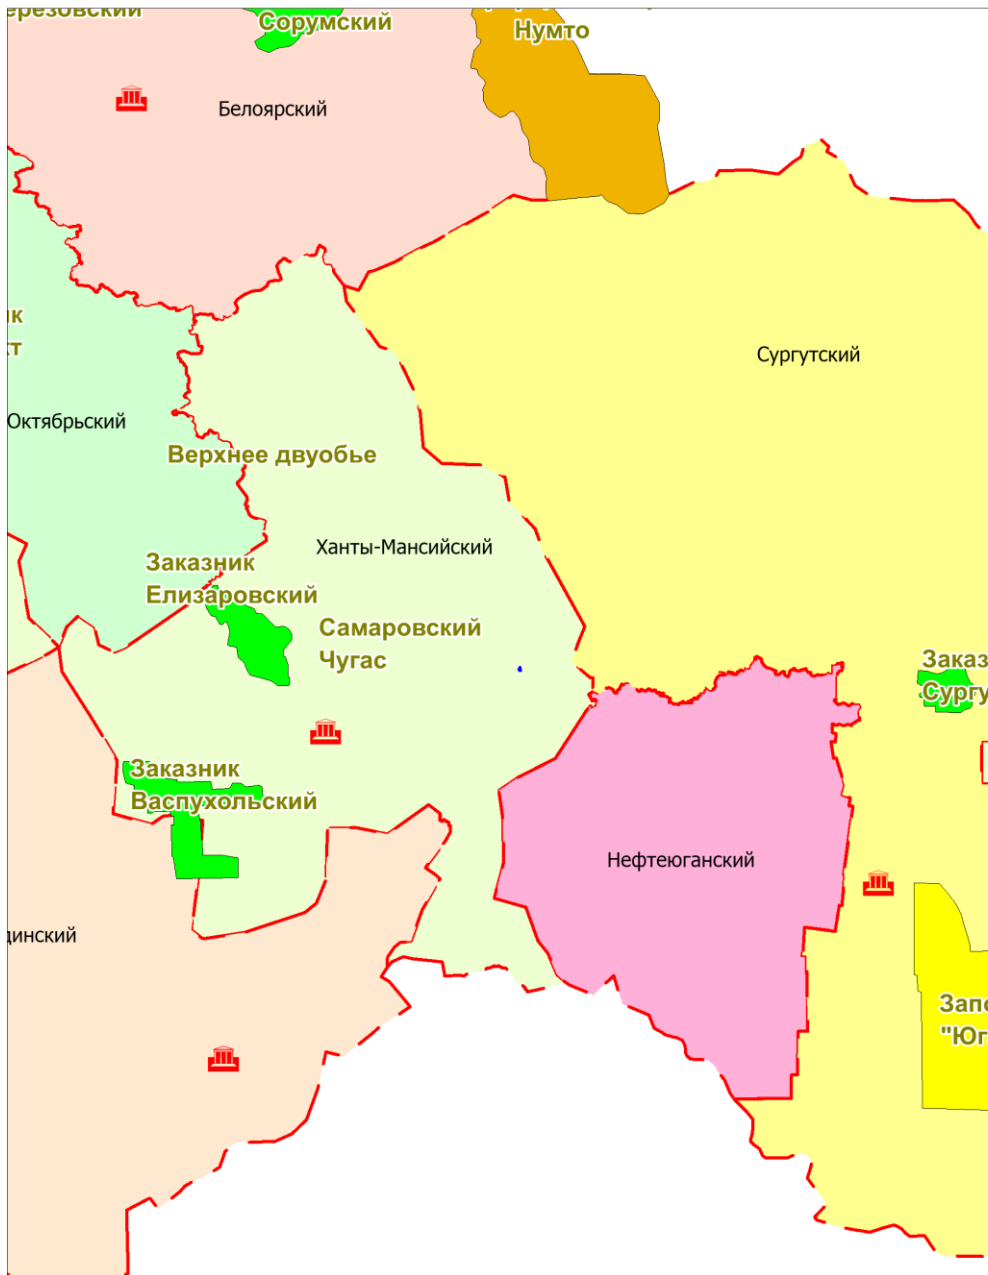 Сорумский
Нумто
Белоярский
Сургутский
Октябрьский
Верхнее двуобье
Ханты-Мансийский
Заказник
Елизаровский
Самаровский
Чугас
Заказник
Васпухольский
Нефтеюганский